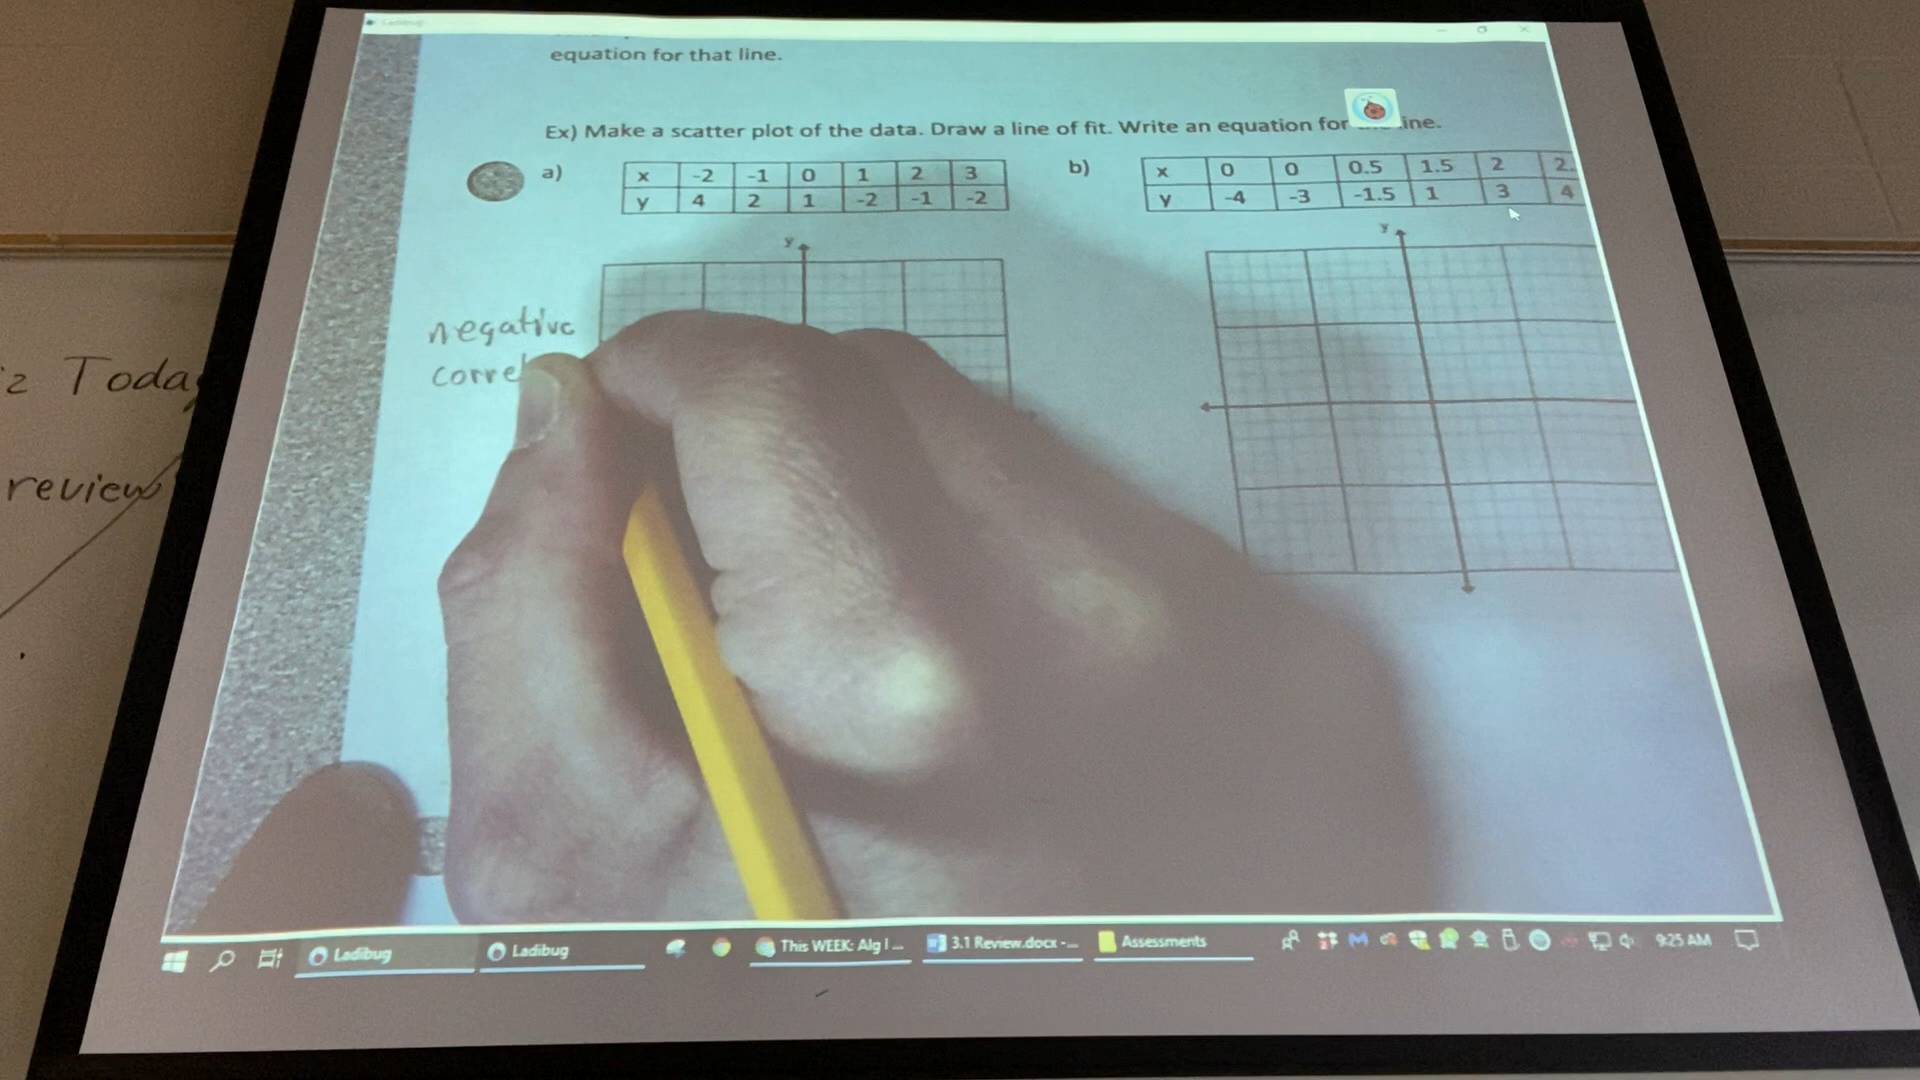 Ladibug
equation for that line.
Ex) Make a scatter plot of the data. Draw a line of fit. Write an equation for ine.
a) x -2 -1 0 1 2 3
y 4 2 1 -2 -1 -2
b) x 0 0 0.5 1.5 2 2.
y -4 -3 -1.5 1 3 4
y
y
negative
corre
z Toda
review
Ladibug
Ladibug
This WEEK: Alg I ...
3.1 Review.docx -...
Assessments
9:25 AM